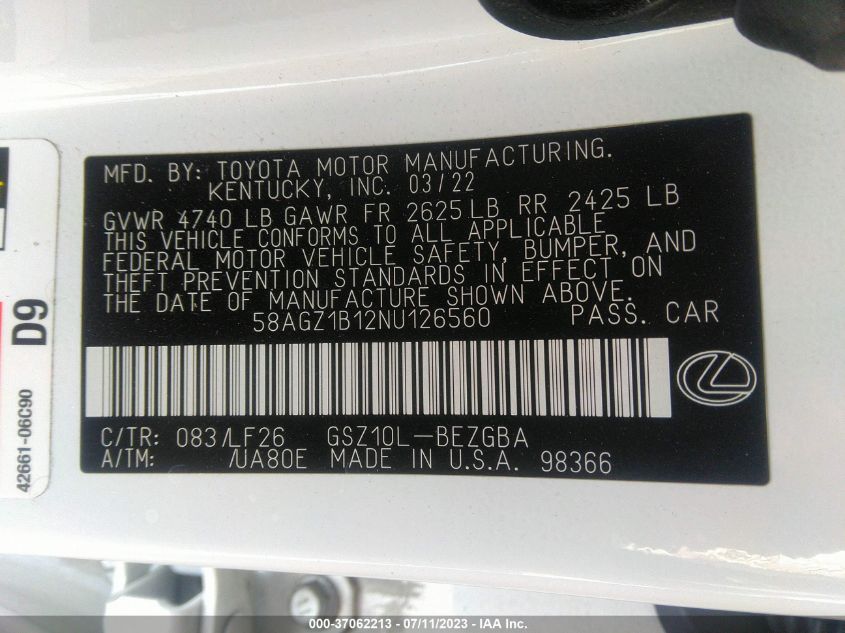 MFD. BY: TOYOTA MOTOR MANUFACTURING.
KENTUCKY, INC. 03/22
GVWR 4740 LB GAWR FR 2625 LB RR 2425 LB
THIS VEHICLE CONFORMS TO ALL APPLICABLE
FEDERAL MOTOR VEHICLE SAFETY, BUMPER, AND
THEFT PREVENTION STANDARDS IN EFFECT ON
THE DATE OF MANUFACTURE SHOWN ABOVE.
58AGZ1B12NU126560 PASS. CAR
C/TR: 083/LF26 GSZ10L-BEZGBA
A/TM: /UA80E MADE IN U.S.A. 98366
D9
42661-06C90
000-37062213 - 07/11/2023 - IAA Inc.